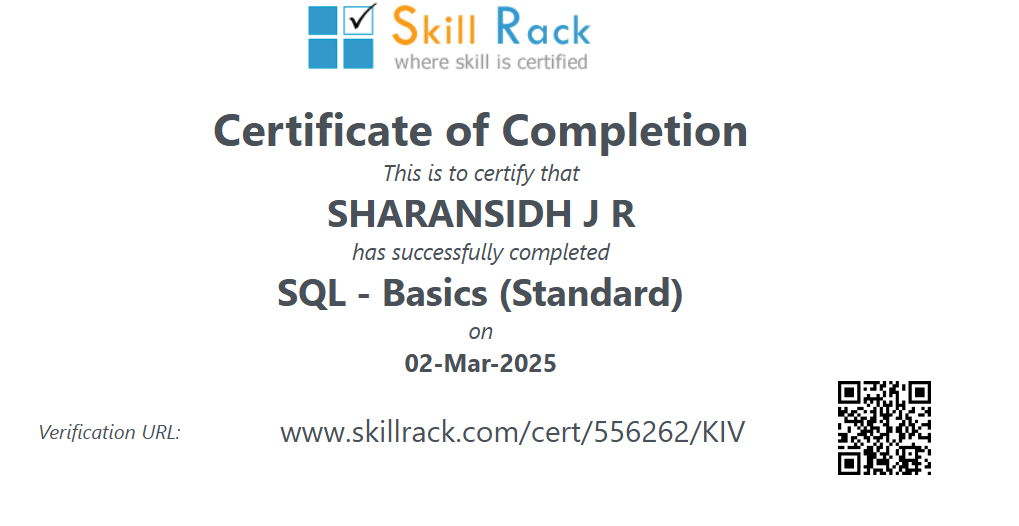 Skill Rack
where skill is certified
Certificate of Completion
This is to certify that
SHARANSIDH J R
has successfully completed
SQL - Basics (Standard)
on
02-Mar-2025
Verification URL: www.skillrack.com/cert/556262/KIV